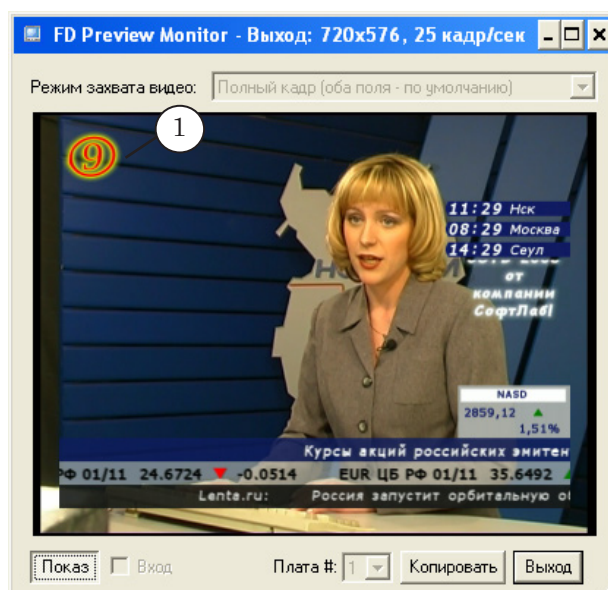 FD Preview Monitor - Выход: 720x576, 25 кадр/сек
Режим захвата видео: Полный кадр (оба поля - по умолчанию)
1
9
11:29 Нск
08:29 Москва
14:29 Сеул
от
компании
СофтЛаб
NASD
2859,12
1,51%
Курсы акций российских эмитен
РФ 01/11 24.6724 -0.0514 EUR ЦБ РФ 01/11 35.6492
Lenta.ru: Россия запустит орбитальную
Показ Вход Плата #: 1 Копировать Выход